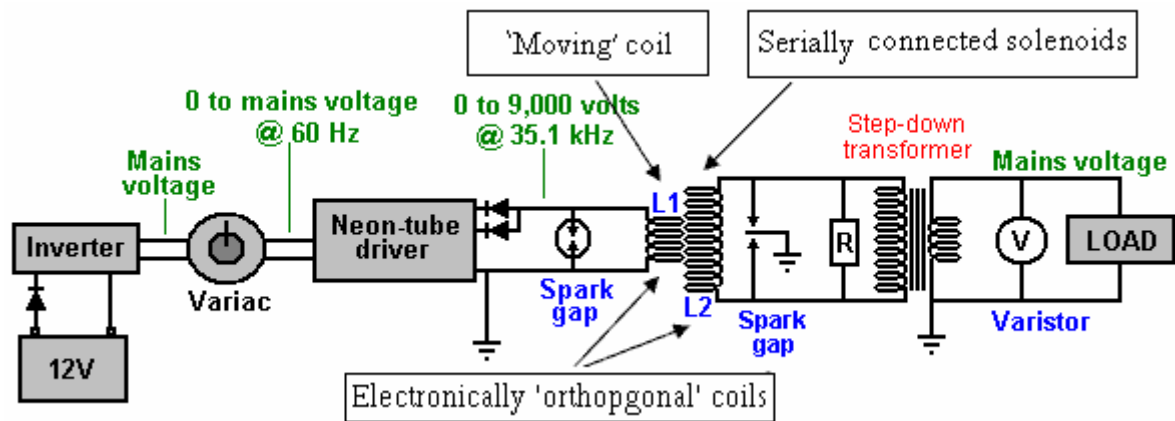 'Moving' coil
Serially connected solenoids
0 to mains voltage
@ 60 Hz
0 to 9,000 volts
@ 35.1 kHz
Step-down
transformer
Mains
voltage
Mains voltage
L1
Inverter
Neon-tube
driver
R
V
LOAD
Variac
Spark
gap
L2
Spark
gap
Varistor
12V
Electronically 'orthopgonal' coils